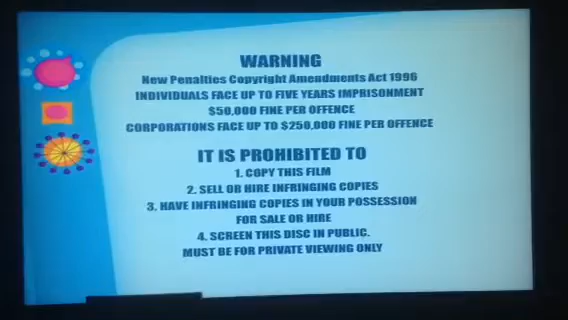 WARNING
New Penalties Copyright Amendments Act 1996
INDIVIDUALS FACE UP TO FIVE YEARS IMPRISONMENT
$50,000 FINE PER OFFENCE
CORPORATIONS FACE UP TO $250,000 FINE PER OFFENCE
IT IS PROHIBITED TO
1. COPY THIS FILM
2. SELL OR HIRE INFRINGING COPIES
3. HAVE INFRINGING COPIES IN YOUR POSSESSION
FOR SALE OR HIRE
4. SCREEN THIS DISC IN PUBLIC.
MUST BE FOR PRIVATE VIEWING ONLY